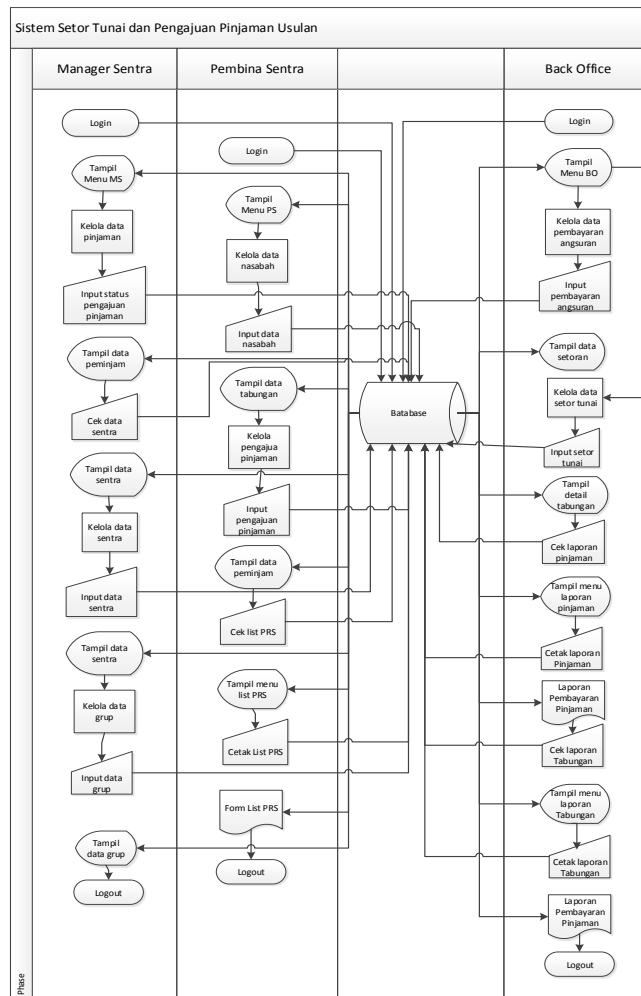 Sistem Setor Tunai dan Pengajuan Pinjaman Usulan
Manager Sentra
Pembina Sentra
Back Office
Phase
Login
Tampil
Menu MS
Kelola data
pinjaman
Input status
pengajuan
pinjaman
Tampil data
peminjam
Cek data
sentra
Tampil data
sentra
Kelola data
sentra
Input data
sentra
Tampil data
sentra
Kelola data
grup
Input data
grup
Tampil
data grup
Logout
Login
Tampil
Menu PS
Kelola data
nasabah
Input data
nasabah
Tampil data
tabungan
Kelola
pengajua
pinjaman
Input
pengajuan
pinjaman
Tampil data
peminjam
Cek list PRS
Tampil menu
list PRS
Cetak List PRS
Form List PRS
Logout
Batabase
Login
Tampil
Menu BO
Kelola data
pembayaran
angsuran
Input
pembayaran
angsuran
Tampil data
setoran
Kelola data
setor tunai
Input setor
tunai
Tampil
detail
tabungan
Cek laporan
pinjaman
Tampil menu
laporan
pinjaman
Cetak laporan
Pinjaman
Laporan
Pembayaran
Pinjaman
Cek laporan
Tabungan
Tampil menu
laporan
Tabungan
Cetak laporan
Tabungan
Laporan
Pembayaran
Pinjaman
Logout